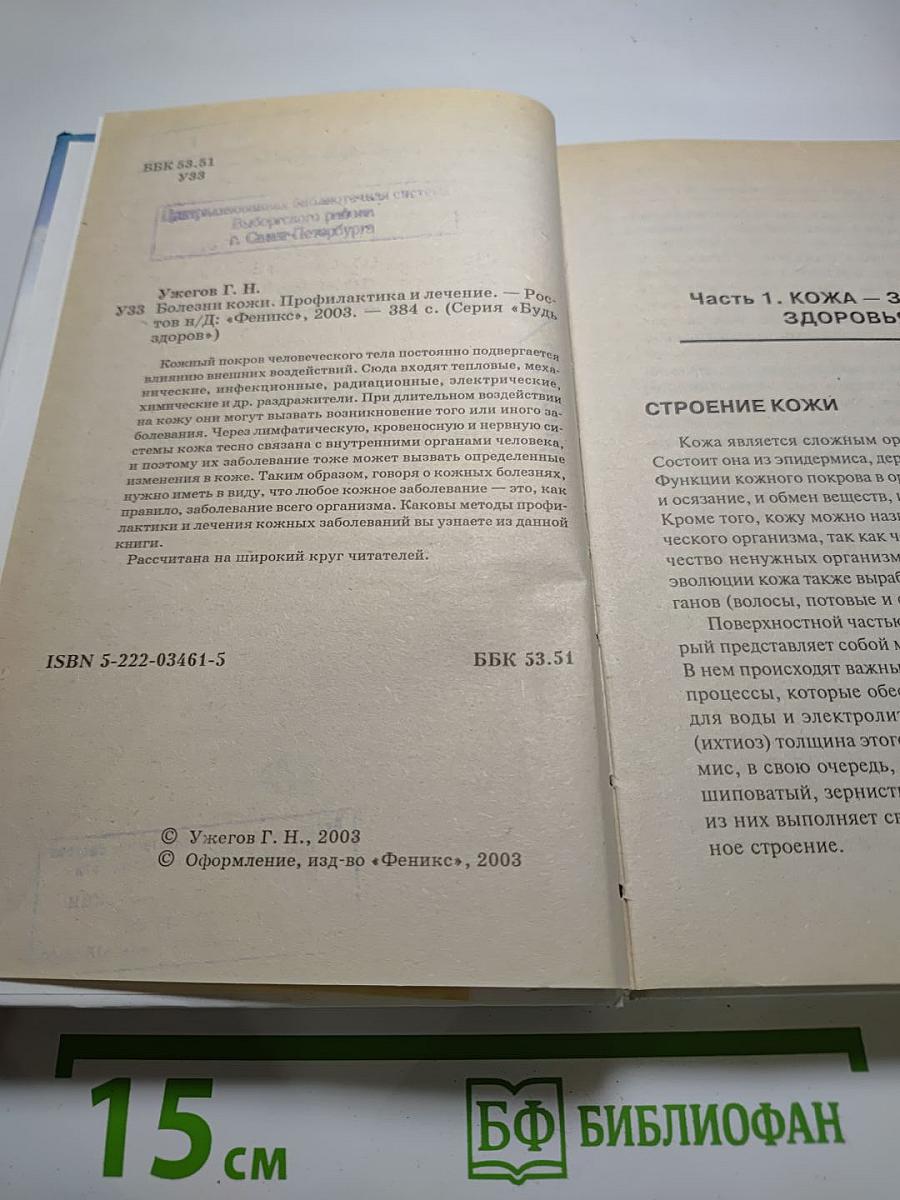 ББК 53.51
У33
Централизованная библиотечная система
Выборгского района
г. Санкт-Петербурга
Ужегов Г. Н.
У33 Болезни кожи. Профилактика и лечение. — Рос-
тов н/Д: «Феникс», 2003. — 384 с. (Серия «Будь
здоров»)
Кожный покров человеческого тела постоянно подвергается
влиянию внешних воздействий. Сюда входят тепловые, меха-
нические, инфекционные, радиационные, электрические,
химические и др. раздражители. При длительном воздействии
на кожу они могут вызвать возникновение того или иного за-
болевания. Через лимфатическую, кровеносную и нервную си-
стемы кожа тесно связана с внутренними органами человека,
и поэтому их заболевание тоже может вызвать определенные
изменения в коже. Таким образом, говоря о кожных болезнях,
нужно иметь в виду, что любое кожное заболевание — это, как
правило, заболевание всего организма. Каковы методы профи-
лактики и лечения кожных заболеваний вы узнаете из данной
книги.
Рассчитана на широкий круг читателей.
ISBN 5-222-03461-5 ББК 53.51
© Ужегов Г. Н., 2003
© Оформление, изд-во «Феникс», 2003
Часть 1. КОЖА — З
ЗДОРОВЬ
СТРОЕНИЕ КОЖИ
Кожа является сложным ор
Состоит она из эпидермиса, дер
Функции кожного покрова в ор
и осязание, и обмен веществ, и
Кроме того, кожу можно назв
ческого организма, так как ч
чество ненужных организм
эволюции кожа также выраб
ганов (волосы, потовые и с
Поверхностной частью
рый представляет собой м
В нем происходят важны
процессы, которые обес
для воды и электролит
(ихтиоз) толщина этого
мис, в свою очередь,
шиповатый, зернист
из них выполняет св
ное строение.
15 см
БФ БИБЛИОФАН